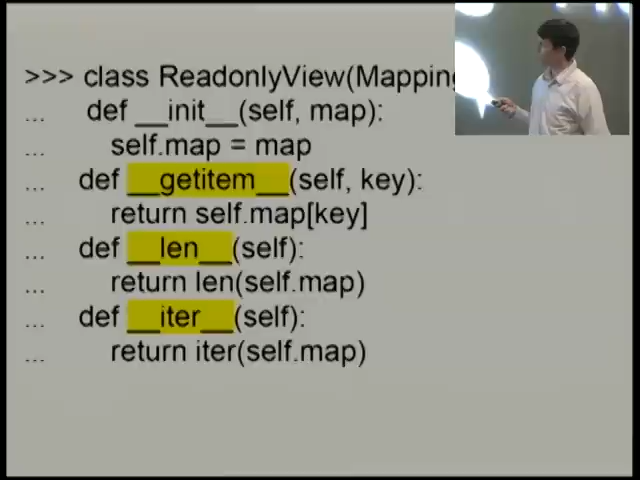 >>> class ReadonlyView(Mapping
... def __init__(self, map):
... self.map = map
... def __getitem__(self, key):
... return self.map[key]
... def __len__(self):
... return len(self.map)
... def __iter__(self):
... return iter(self.map)